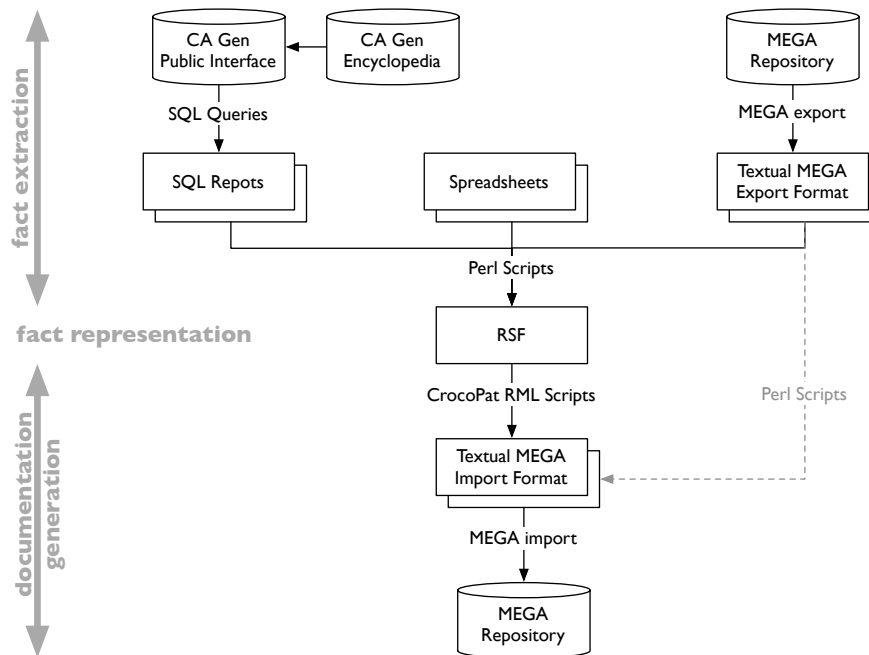 CA Gen
Public Interface
CA Gen
Encyclopedia
MEGA
Repository
SQL Queries
MEGA export
SQL Repots
Spreadsheets
Textual MEGA
Export Format
fact extraction
Perl Scripts
fact representation
RSF
CrocoPat RML Scripts
Perl Scripts
Textual MEGA
Import Format
documentation
generation
MEGA import
MEGA
Repository